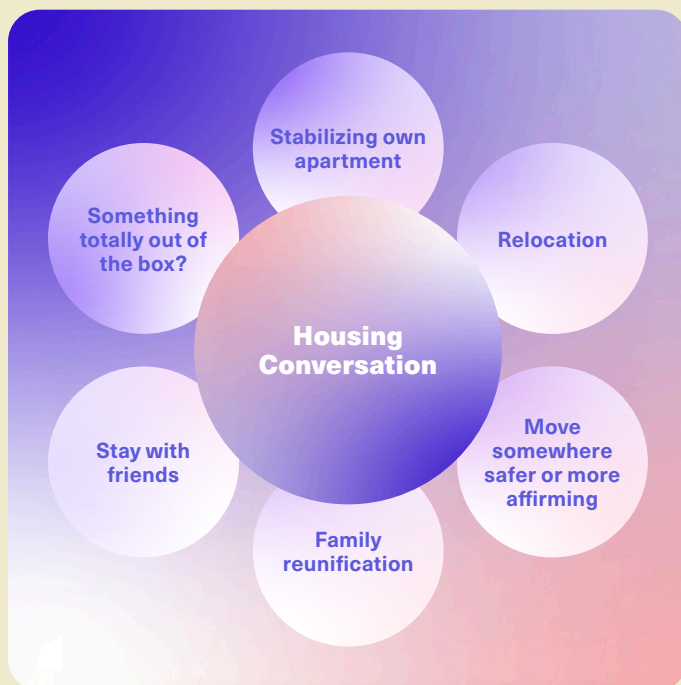 Stabilizing own
apartment
Something
totally out of
the box?
Relocation
Housing
Conversation
Move
somewhere
safer or more
affirming
Stay with
friends
Family
reunification